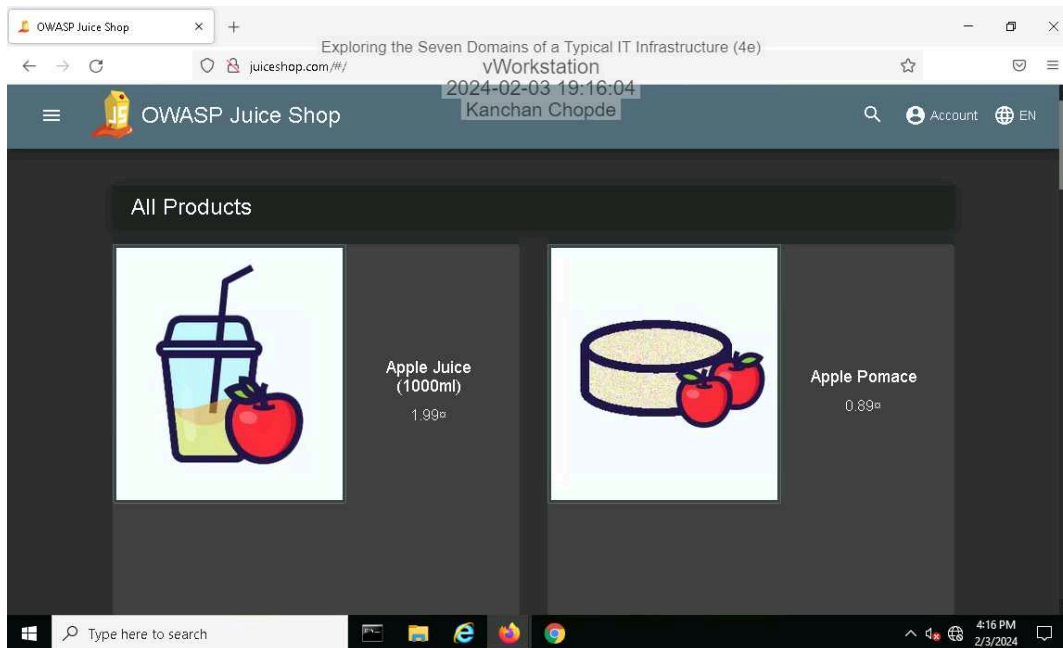 OWASP Juice Shop
Exploring the Seven Domains of a Typical IT Infrastructure (4e)
juiceshop.com/#/
vWorkstation
2024-02-03 19:16:04
Kanchan Chopde
OWASP Juice Shop
Account
EN
All Products
Apple Juice
(1000ml)
1.99¤
Apple Pomace
0.89¤
Type here to search
4:16 PM
2/3/2024